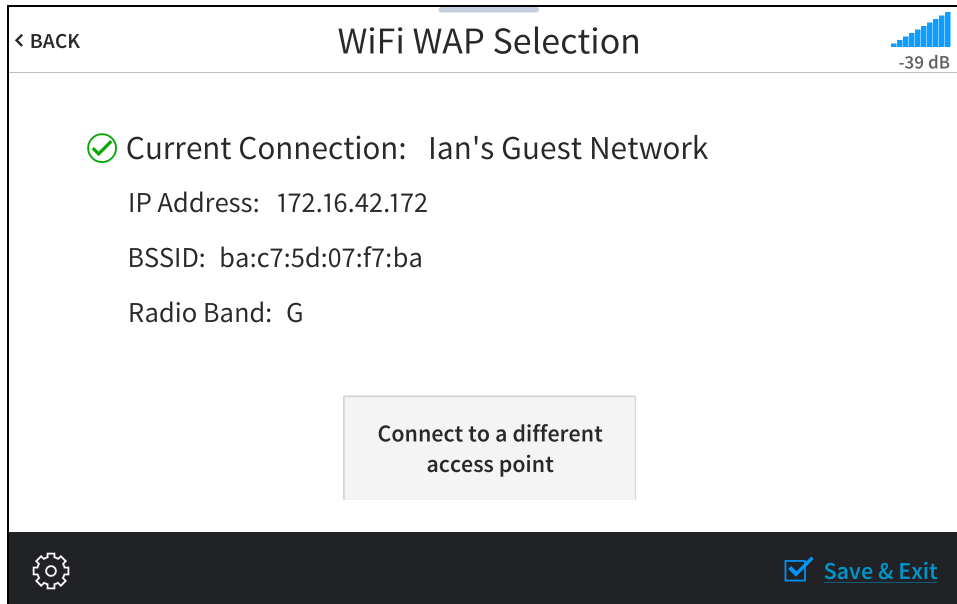 < BACK
WiFi WAP Selection
-39 dB
Current Connection: Ian's Guest Network
IP Address: 172.16.42.172
BSSID: ba:c7:5d:07:f7:ba
Radio Band: G
Connect to a different
access point
Save & Exit